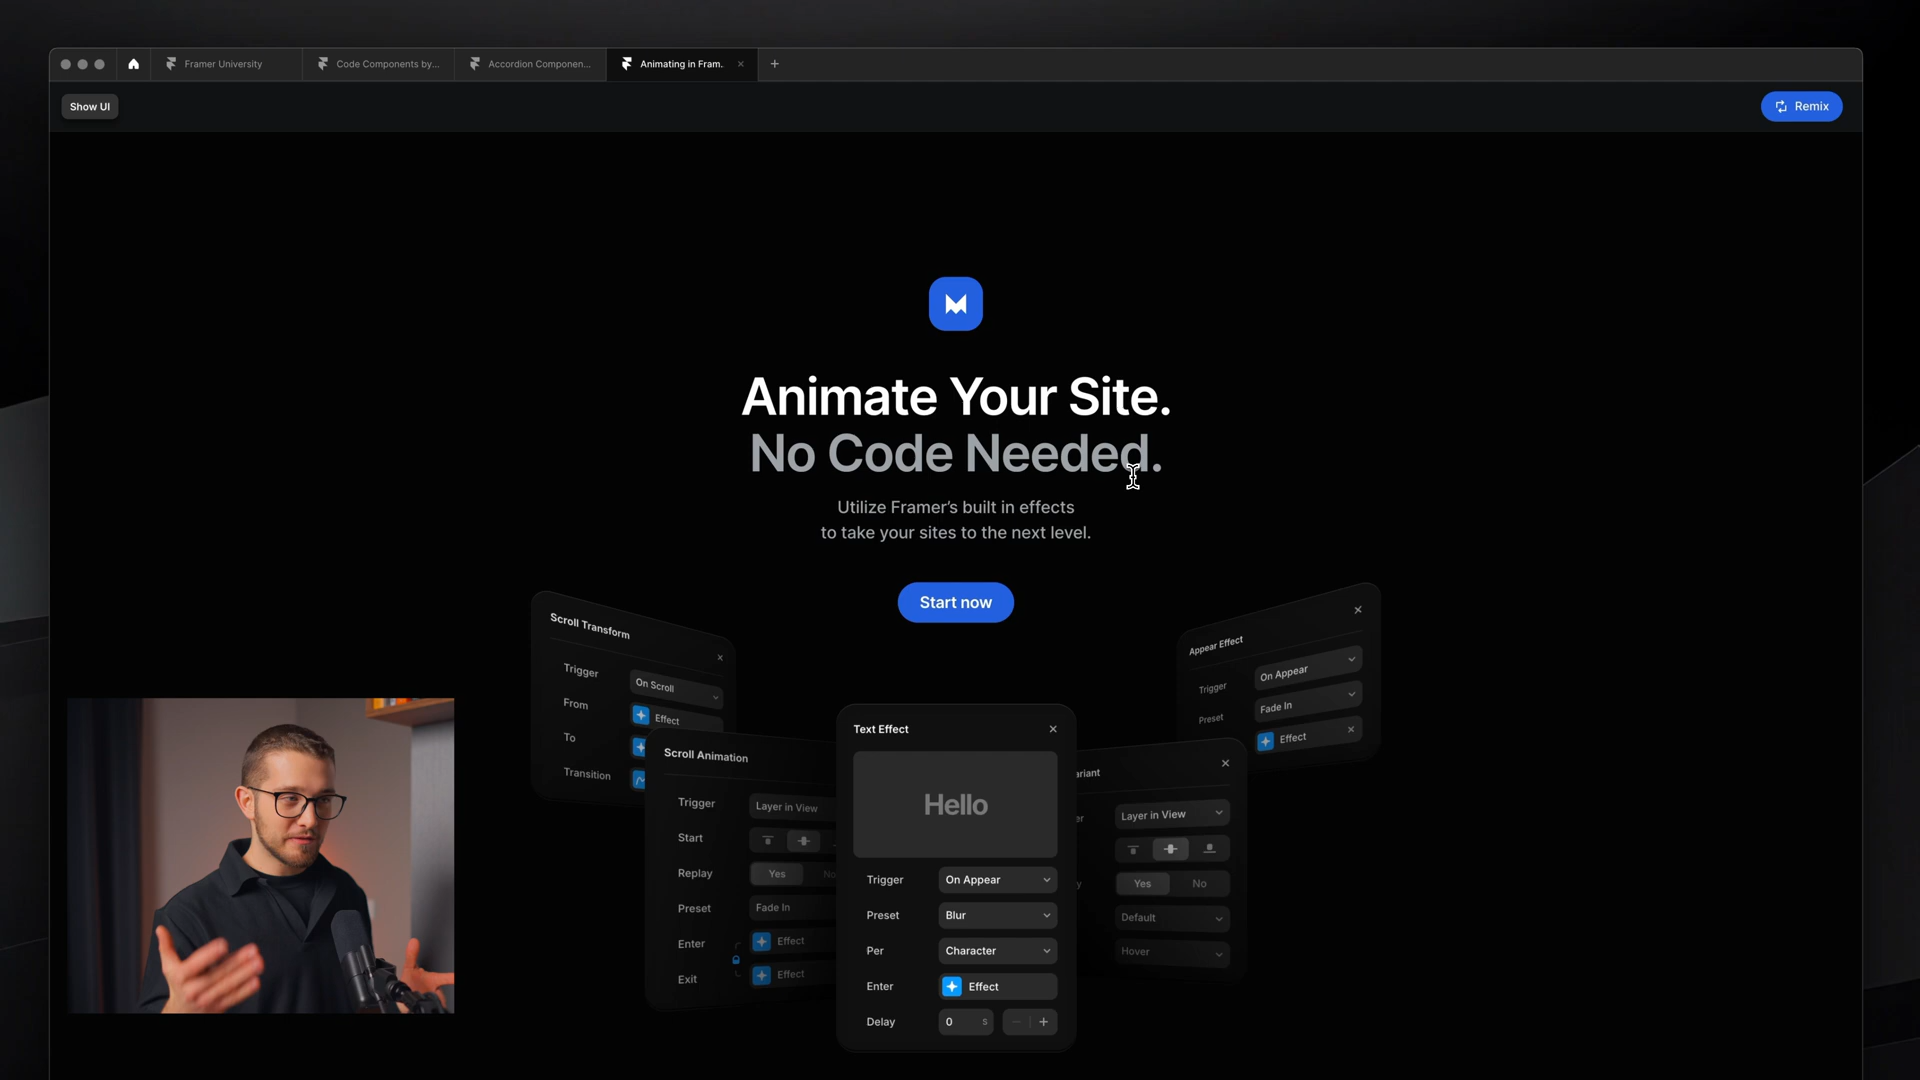 Framer University
Code Components by...
Accordion Componen...
Animating in Fram.
Show UI
Remix
Animate Your Site.
No Code Needed.
Utilize Framer's built in effects
to take your sites to the next level.
Start now
Scroll Transform
Trigger
On Scroll
From
Effect
To
Transition
Scroll Animation
Trigger
Layer in View
Start
Replay
Yes
No
Preset
Fade In
Enter
Effect
Exit
Effect
Text Effect
Hello
Trigger
On Appear
Preset
Blur
Per
Character
Enter
Effect
Delay
0 s
ariant
er
Layer in View
y
Yes
No
Default
Hover
Appear Effect
Trigger
On Appear
Preset
Fade In
Effect